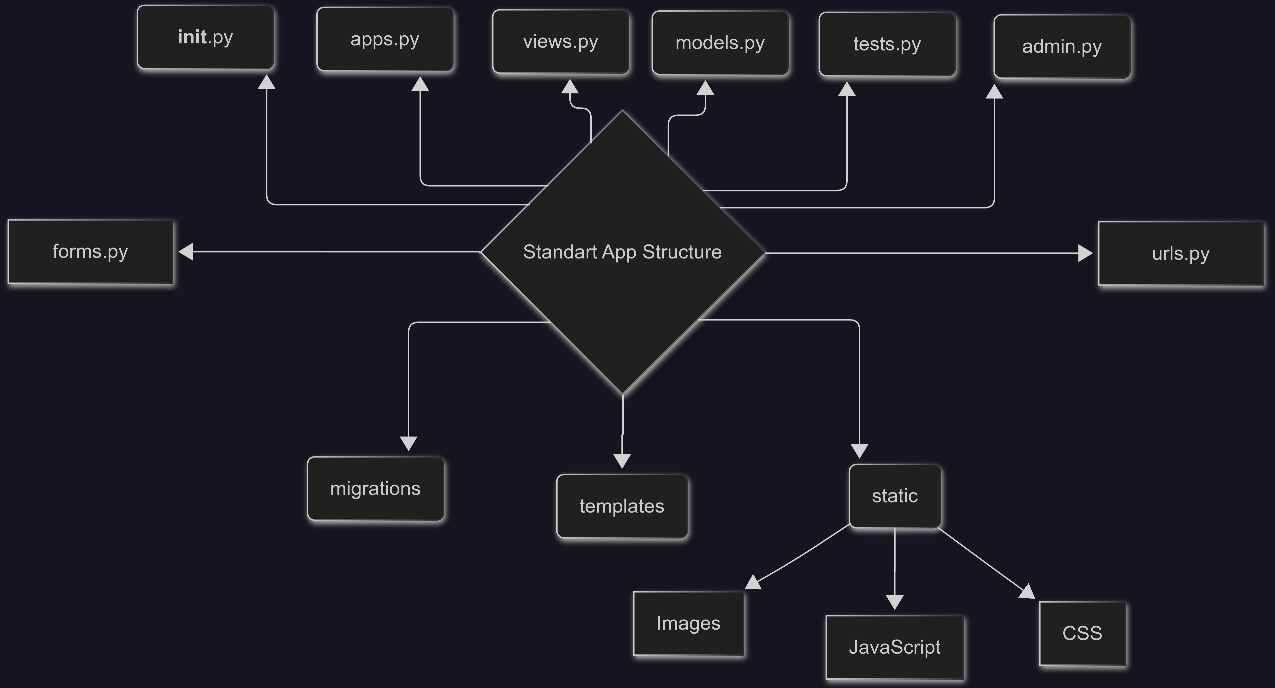 init.py
apps.py
views.py
models.py
tests.py
admin.py
forms.py
Standart App Structure
urls.py
migrations
templates
static
Images
JavaScript
CSS